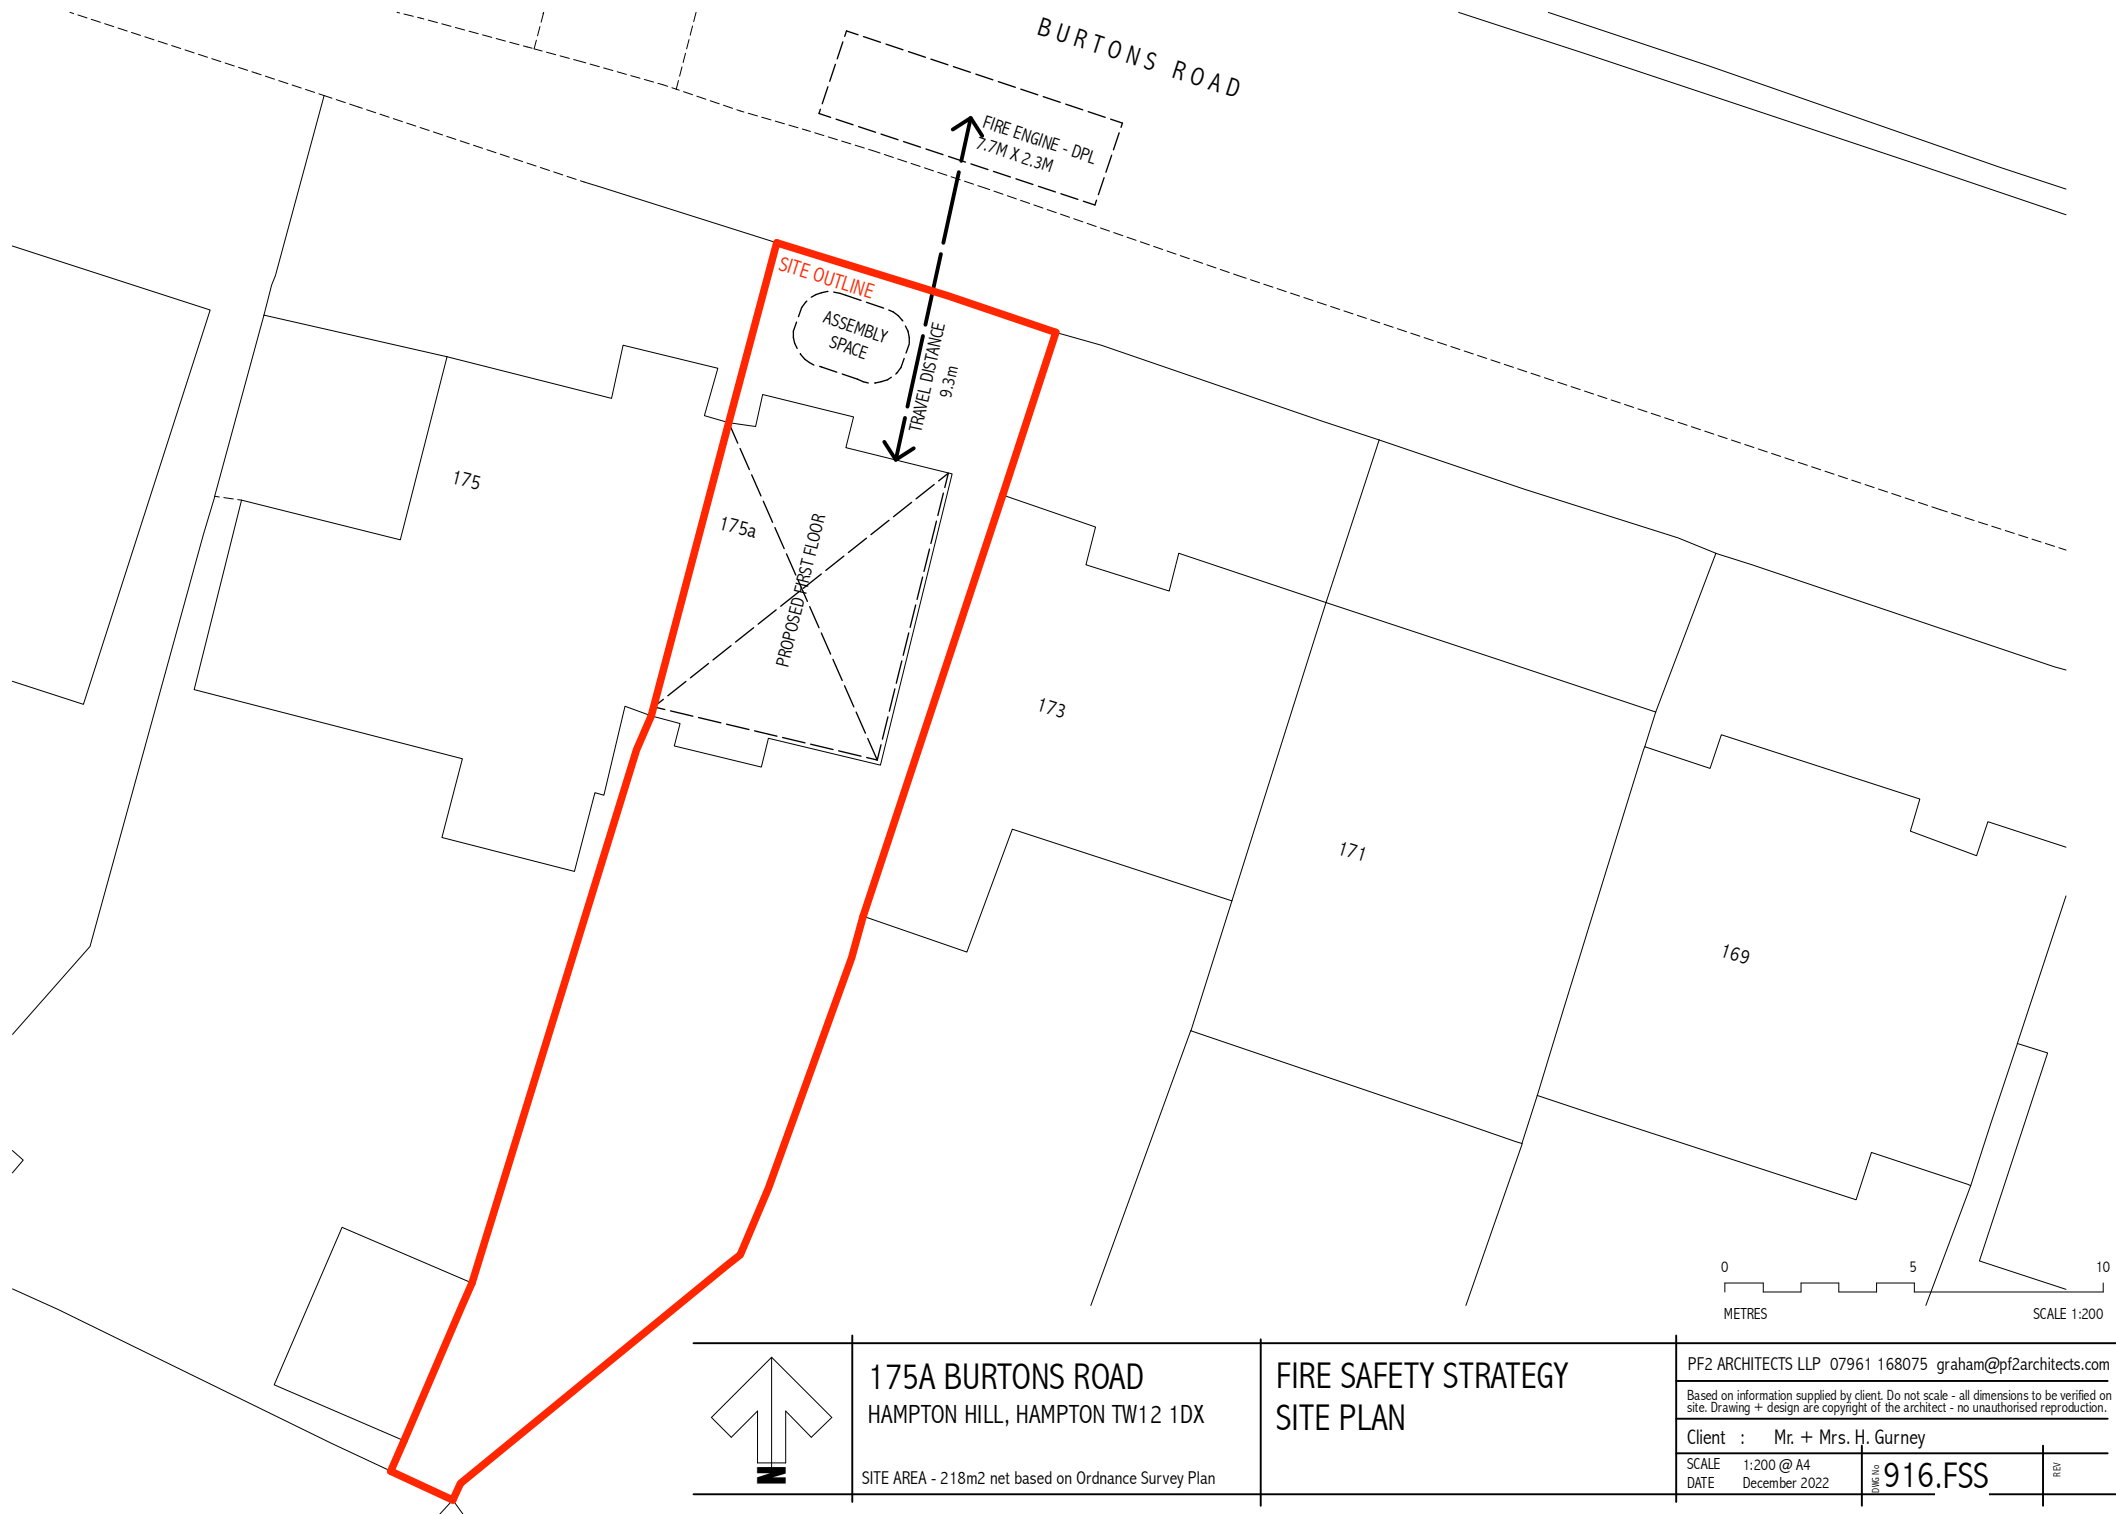 BURTONS ROAD
FIRE ENGINE - DPL
7.7M X 2.3M
SITE OUTLINE
ASSEMBLY
SPACE
TRAVEL DISTANCE
9.3m
175
175a
PROPOSED FIRST FLOOR
173
171
169
0 5 10
METRES SCALE 1:200
N
175A BURTONS ROAD
HAMPTON HILL, HAMPTON TW12 1DX
SITE AREA - 218m2 net based on Ordnance Survey Plan
FIRE SAFETY STRATEGY
SITE PLAN
PF2 ARCHITECTS LLP 07961 168075 graham@pf2architects.com
Based on information supplied by client. Do not scale - all dimensions to be verified on
site. Drawing + design are copyright of the architect - no unauthorised reproduction.
Client : Mr. + Mrs. H. Gurney
SCALE 1:200 @ A4
DATE December 2022
DWG No 916.FSS
REV